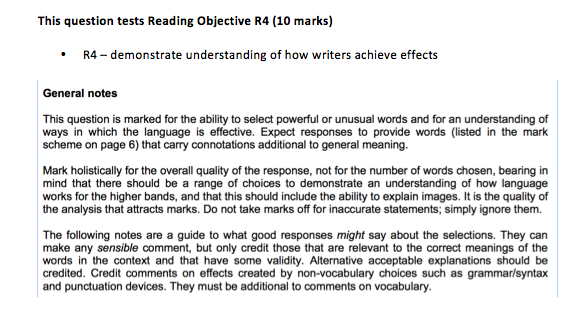 This question tests Reading Objective R4 (10 marks)
• R4 – demonstrate understanding of how writers achieve effects
General notes
This question is marked for the ability to select powerful or unusual words and for an understanding of
ways in which the language is effective. Expect responses to provide words (listed in the mark
scheme on page 6) that carry connotations additional to general meaning.
Mark holistically for the overall quality of the response, not for the number of words chosen, bearing in
mind that there should be a range of choices to demonstrate an understanding of how language
works for the higher bands, and that this should include the ability to explain images. It is the quality of
the analysis that attracts marks. Do not take marks off for inaccurate statements; simply ignore them.
The following notes are a guide to what good responses might say about the selections. They can
make any sensible comment, but only credit those that are relevant to the correct meanings of the
words in the context and that have some validity. Alternative acceptable explanations should be
credited. Credit comments on effects created by non-vocabulary choices such as grammar/syntax
and punctuation devices. They must be additional to comments on vocabulary.